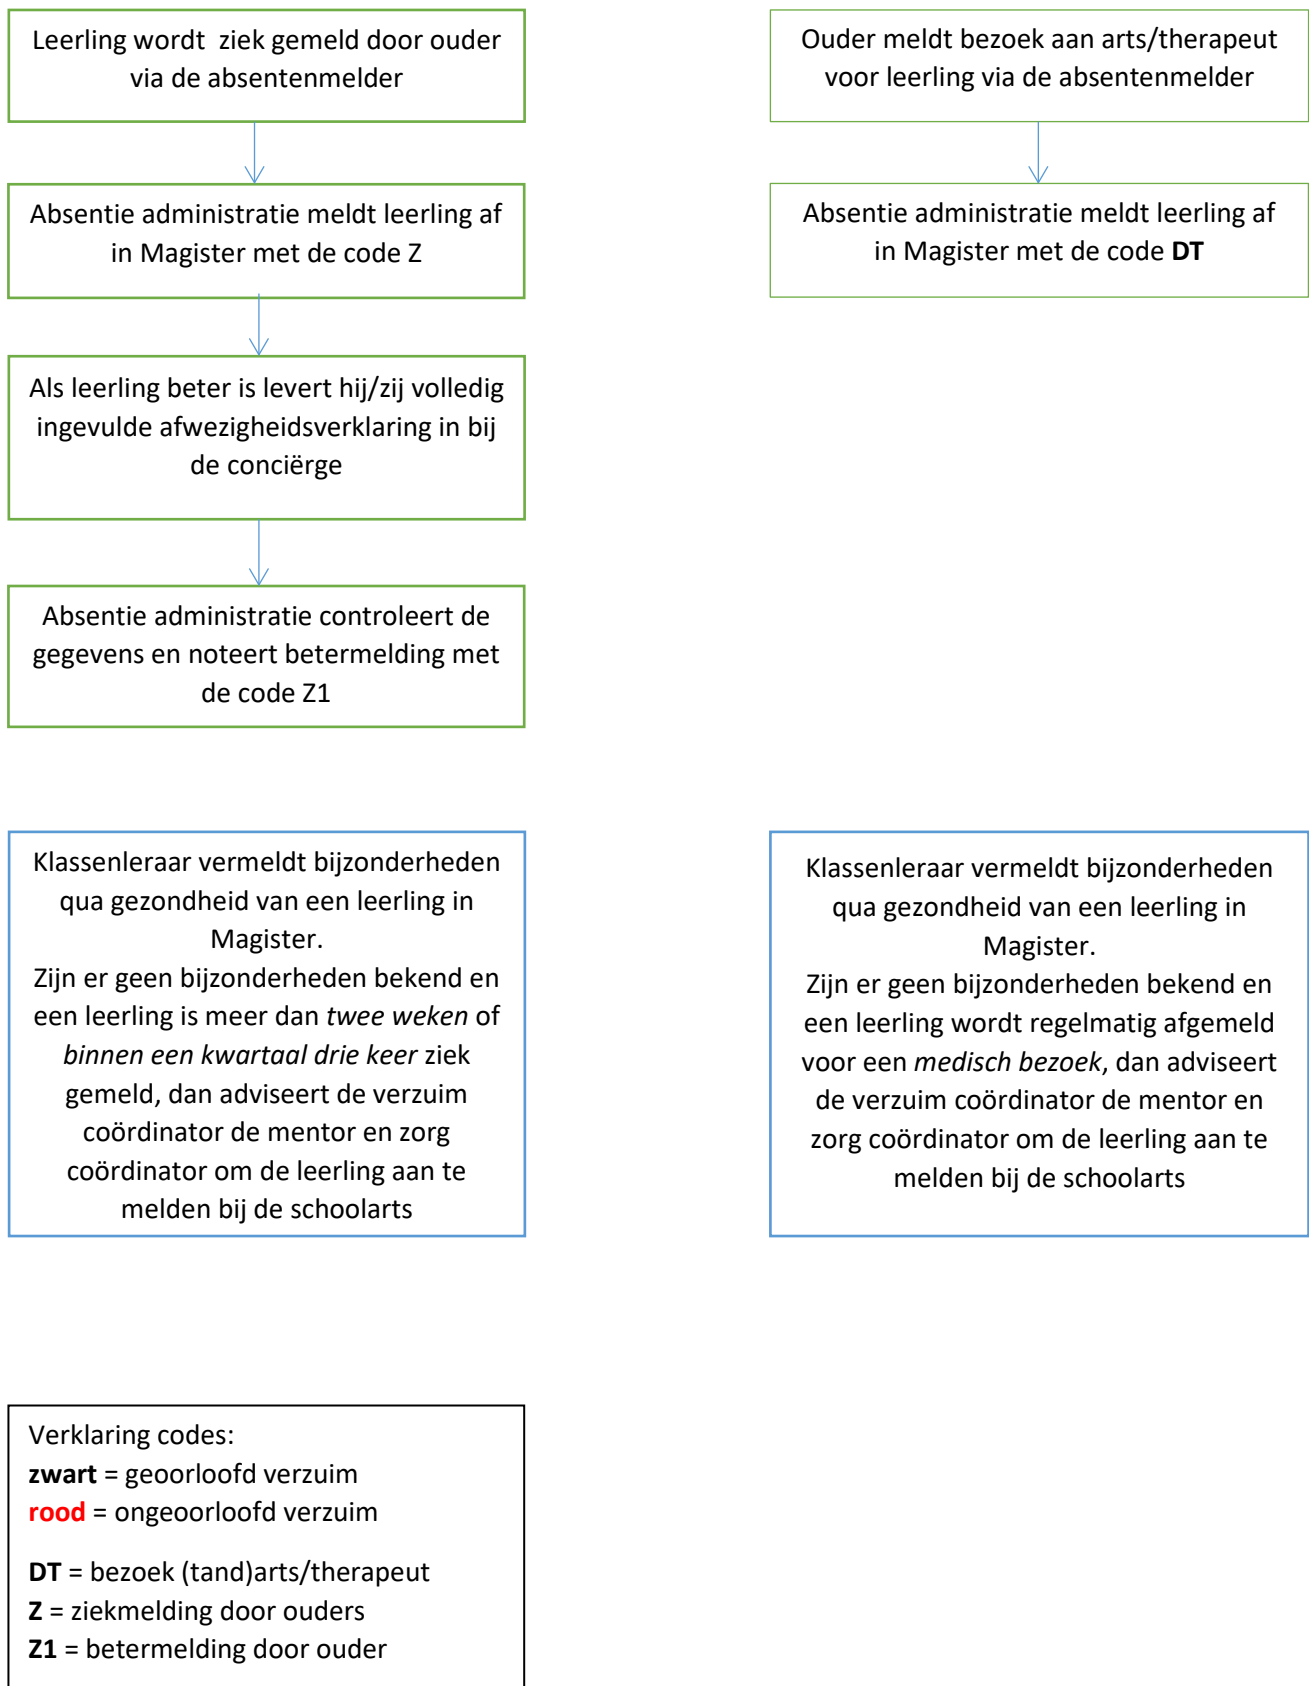 Leerling wordt  ziek gemeld door ouder
via de absentenmelder
Absentie administratie meldt leerling af
in Magister met de code Z
Als leerling beter is levert hij/zij volledig
ingevulde afwezigheidsverklaring in bij
de conciërge
Absentie administratie controleert de
gegevens en noteert betermelding met
de code Z1
Ouder meldt bezoek aan arts/therapeut
voor leerling via de absentenmelder
Absentie administratie meldt leerling af
in Magister met de code DT
Klassenleraar vermeldt bijzonderheden
qua gezondheid van een leerling in
Magister.
Zijn er geen bijzonderheden bekend en
een leerling is meer dan twee weken of
binnen een kwartaal drie keer ziek
gemeld, dan adviseert de verzuim
coördinator de mentor en zorg
coördinator om de leerling aan te
melden bij de schoolarts
Klassenleraar vermeldt bijzonderheden
qua gezondheid van een leerling in
Magister.
Zijn er geen bijzonderheden bekend en
een leerling wordt regelmatig afgemeld
voor een medisch bezoek, dan adviseert
de verzuim coördinator de mentor en
zorg coördinator om de leerling aan te
melden bij de schoolarts
Verklaring codes:
zwart = geoorloofd verzuim
rood = ongeoorloofd verzuim
DT = bezoek (tand)arts/therapeut
Z = ziekmelding door ouders
Z1 = betermelding door ouder